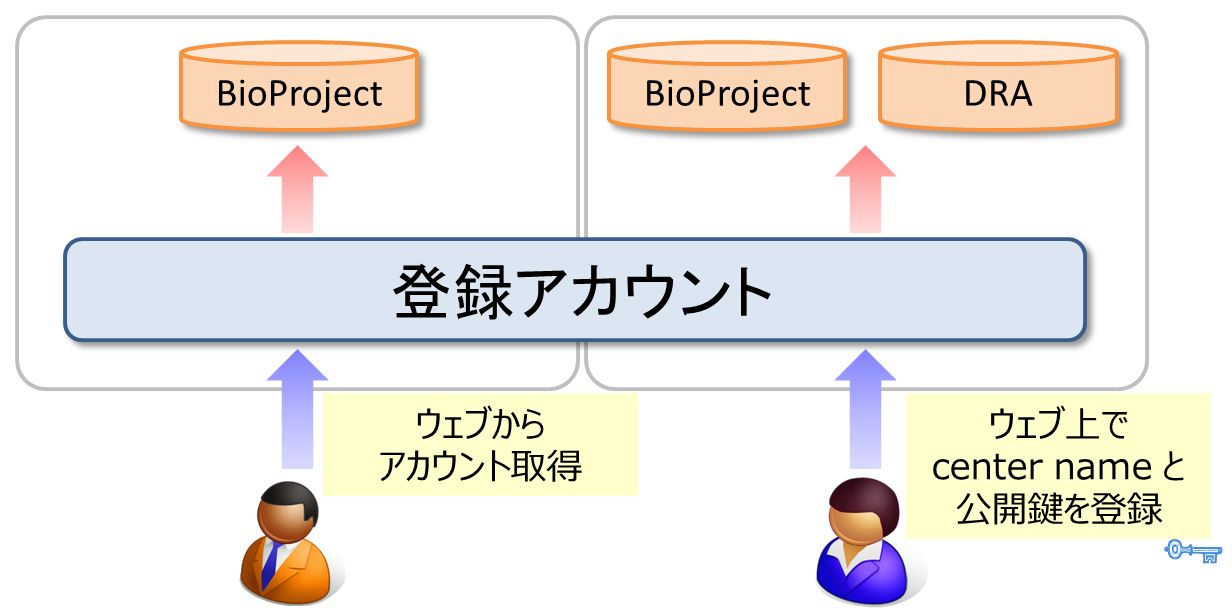 BioProject
BioProject
DRA
登録アカウント
ウェブから
アカウント取得
ウェブ上で
center name と
公開鍵を登録